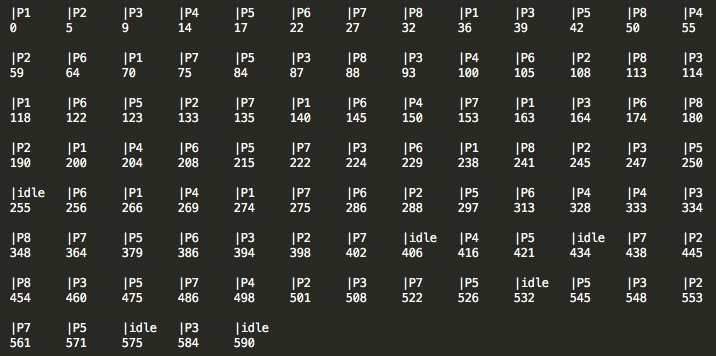 |P1 |P2 |P3 |P4 |P5 |P6 |P7 |P8 |P1 |P3 |P5 |P8 |P4
0 5 9 14 17 22 27 32 36 39 42 50 55
|P2 |P6 |P1 |P7 |P5 |P3 |P8 |P3 |P4 |P6 |P2 |P8 |P3
59 64 70 75 84 87 88 93 100 105 108 113 114
|P1 |P6 |P5 |P2 |P7 |P1 |P6 |P4 |P7 |P1 |P3 |P6 |P8
118 122 123 133 135 140 145 150 153 163 164 174 180
|P2 |P1 |P4 |P6 |P5 |P7 |P3 |P6 |P1 |P8 |P2 |P3 |P5
190 200 204 208 215 222 224 229 238 241 245 247 250
|idle |P6 |P1 |P4 |P1 |P7 |P6 |P2 |P5 |P6 |P4 |P4 |P3
255 256 266 269 274 275 286 288 297 313 328 333 334
|P8 |P7 |P5 |P6 |P3 |P2 |P7 |idle |P4 |P5 |idle |P7 |P2
348 364 379 386 394 398 402 406 416 421 434 438 445
|P8 |P3 |P5 |P7 |P4 |P2 |P3 |P7 |P5 |idle |P5 |P3 |P2
454 460 475 486 498 501 508 522 526 532 545 548 553
|P7 |P5 |idle |P3 |idle
561 571 575 584 590